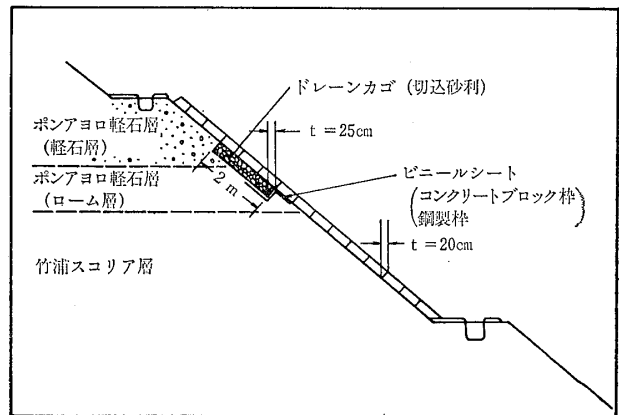 ドレーンカゴ (切込砂利)
ポンアヨロ軽石層
(軽石層)
t=25cm
ポンアヨロ軽石層
(ローム層)
2m
ビニールシート
(コンクリートブロック枠
鋼製枠)
t=20cm
竹浦スコリア層